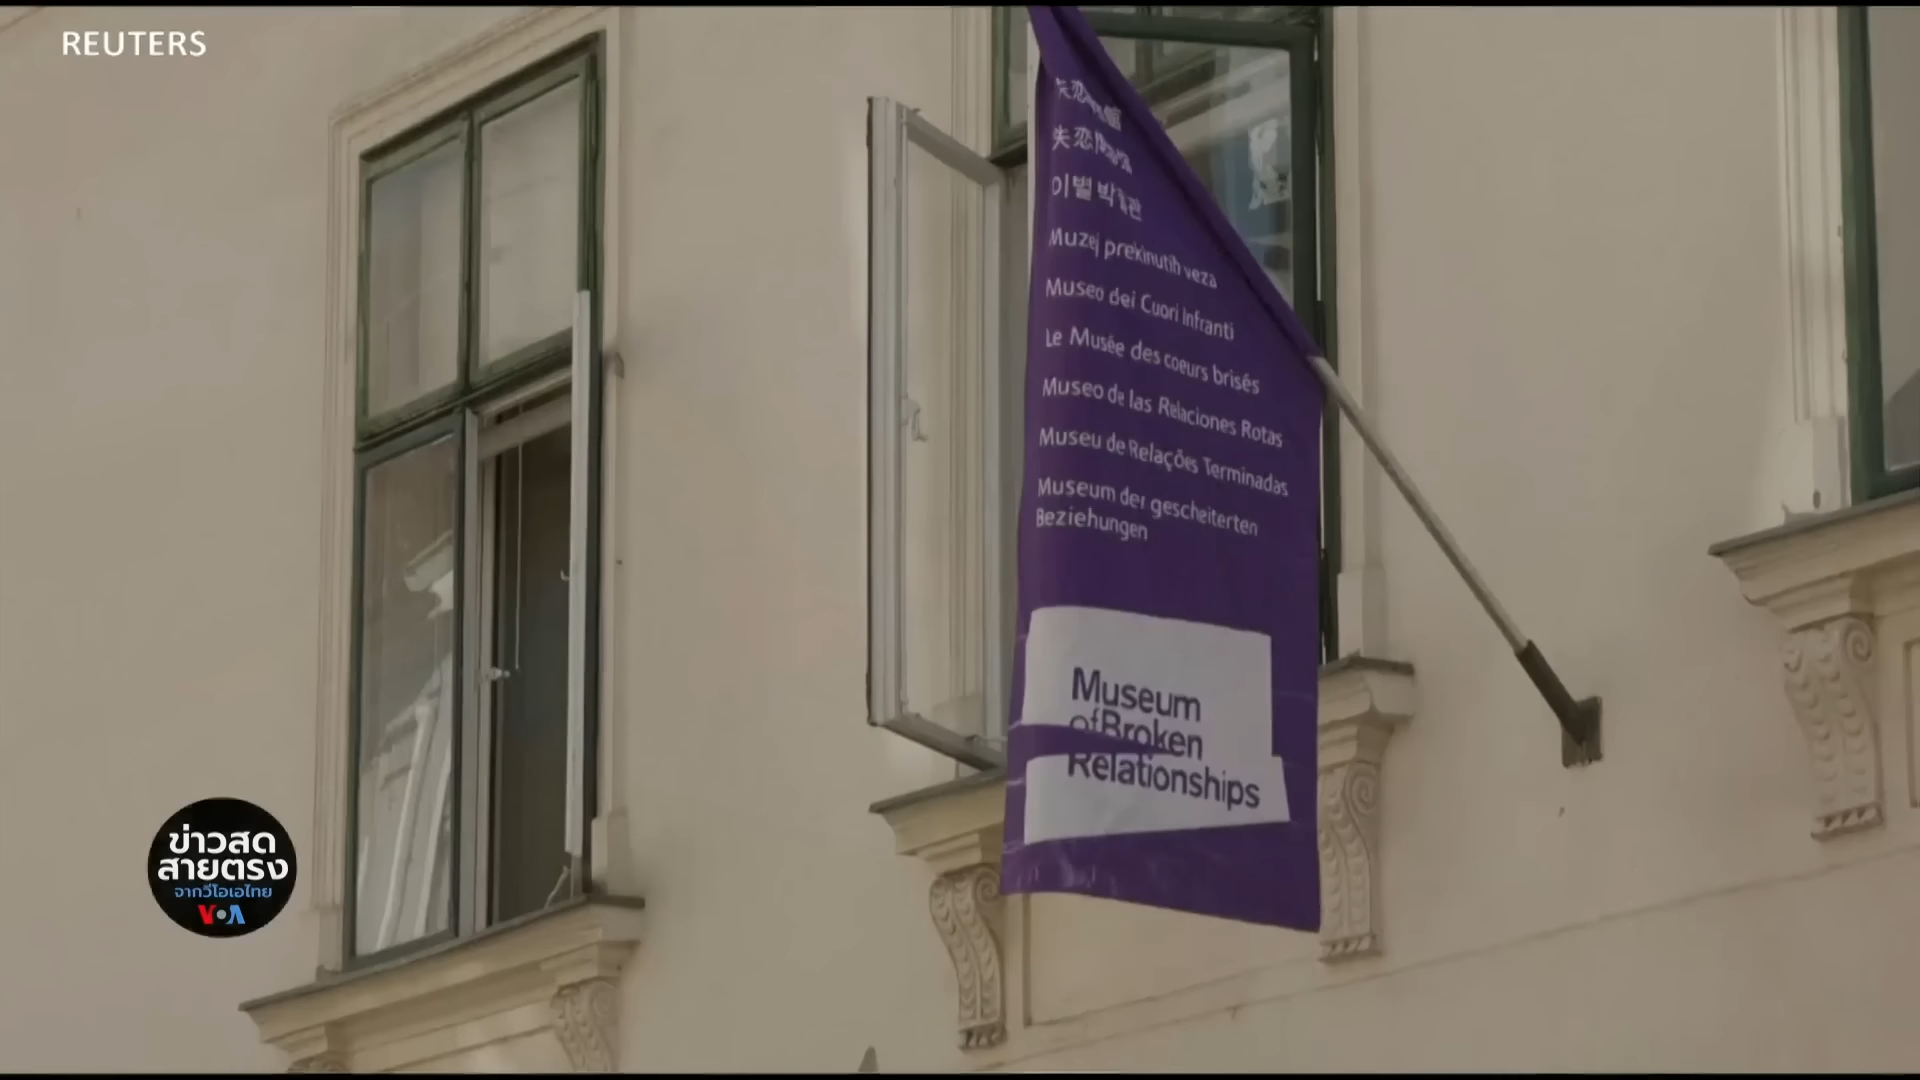 REUTERS
失恋
이별 박물관
Muzej prekinutih veza
Museo dei Cuori Infranti
Le Musée des coeurs brisés
Museo de las Relaciones Rotas
Museu de Relações Terminadas
Museum der gescheiterten
Beziehungen
Museum
of Broken
Relationships
ข่าวสด
สายตรง
จากวีโอเอไทย
VOA